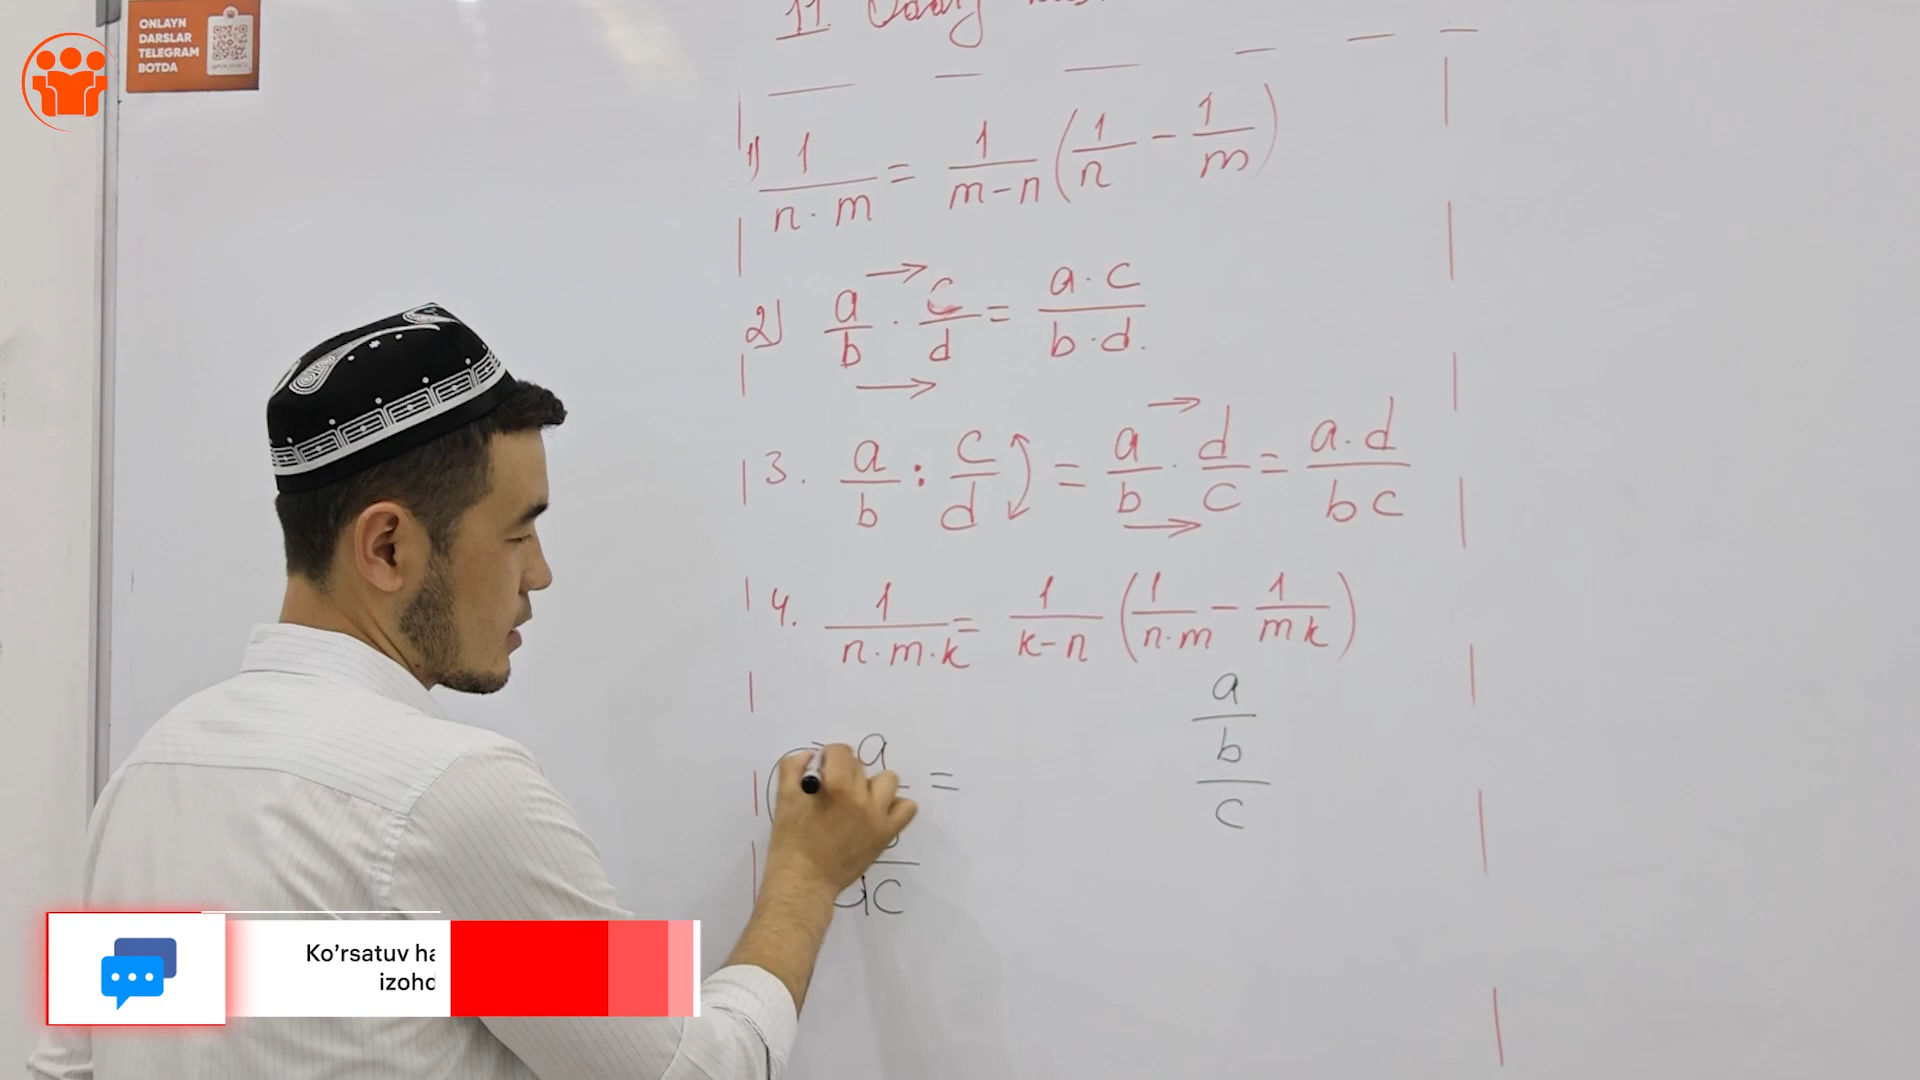 ONLAYN
DARSLAR
TELEGRAM
BOTDA
11.
1) 1/(n·m) = 1/(m-n) (1/n - 1/m)
2) a/b · c/d = (a·c)/(b·d).
3. a/b : c/d = a/b · d/c = (a·d)/(bc)
4. 1/(n·m·k) = 1/(k-n) (1/(n·m) - 1/(mk))
a
=
c
a
b
c
Ko'rsatuv